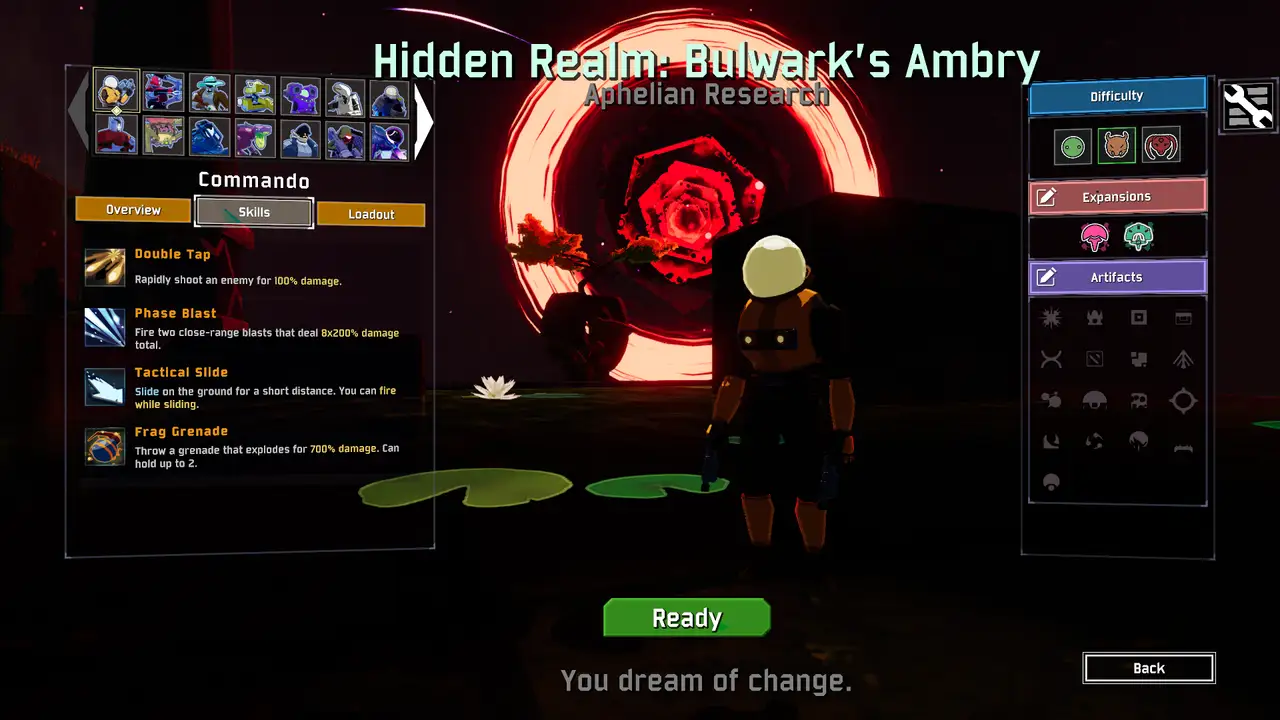 Hidden Realm: Bulwark's Ambry
Aphelian Research
Commando
Overview
Skills
Loadout
Double Tap
Rapidly shoot an enemy for 100% damage.
Phase Blast
Fire two close-range blasts that deal 8x200% damage
total.
Tactical Slide
Slide on the ground for a short distance. You can fire
while sliding.
Frag Grenade
Throw a grenade that explodes for 700% damage. Can
hold up to 2.
Difficulty
Expansions
Artifacts
Ready
You dream of change.
Back